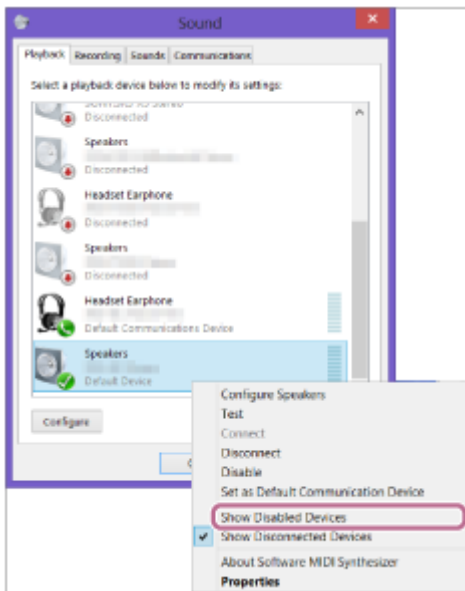 Sound
Playback Recording Sounds Communications
Select a playback device below to modify its settings:
Disconnected
Speakers
Disconnected
Headset Earphone
Disconnected
Speakers
Disconnected
Headset Earphone
Default Communications Device
Speakers
Default Device
Configure
Configure Speakers
Test
Connect
Disconnect
Disable
Set as Default Communication Device
Show Disabled Devices
Show Disconnected Devices
About Software MIDI Synthesizer
Properties